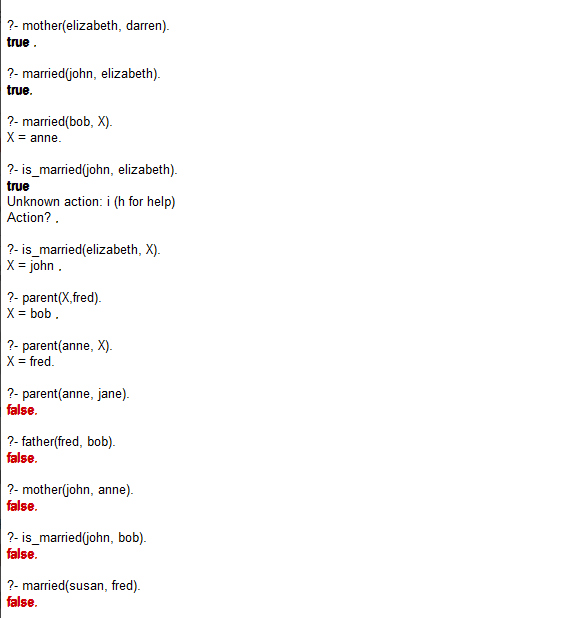 ?- mother(elizabeth, darren).
true .
?- married(john, elizabeth).
true.
?- married(bob, X).
X = anne.
?- is_married(john, elizabeth).
true
Unknown action: i (h for help)
Action? .
?- is_married(elizabeth, X).
X = john .
?- parent(X,fred).
X = bob .
?- parent(anne, X).
X = fred.
?- parent(anne, jane).
false.
?- father(fred, bob).
false.
?- mother(john, anne).
false.
?- is_married(john, bob).
false.
?- married(susan, fred).
false.